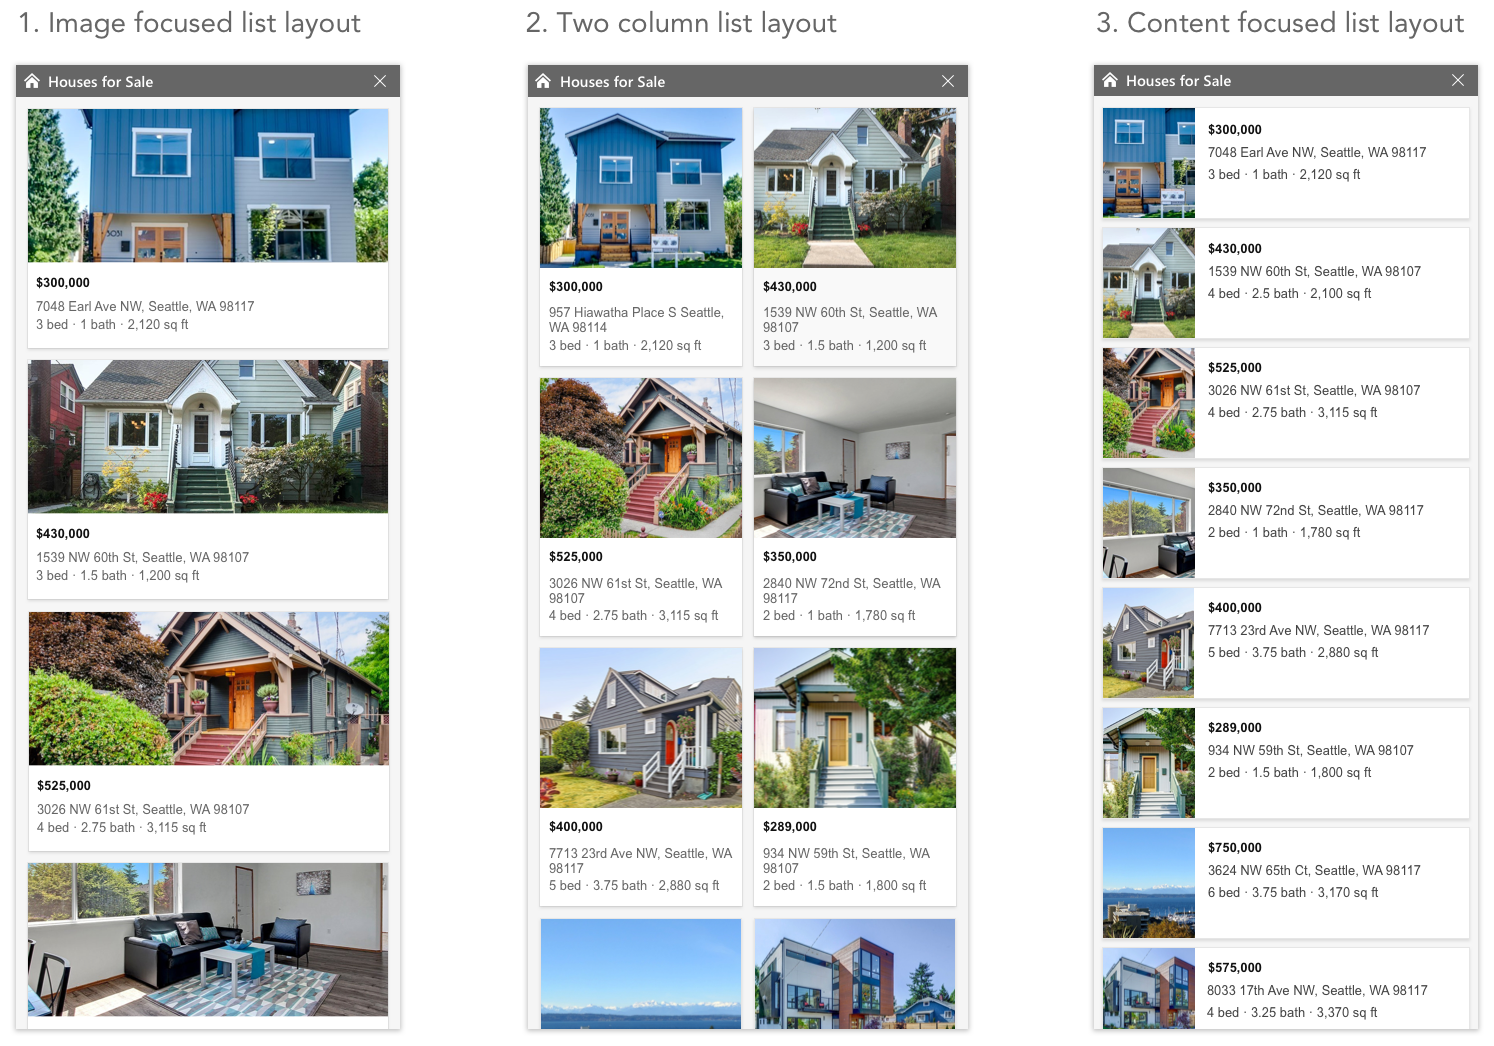 1. Image focused list layout
Houses for Sale
3031
$300,000
7048 Earl Ave NW, Seattle, WA 98117
3 bed · 1 bath · 2,120 sq ft
$430,000
1539 NW 60th St, Seattle, WA 98107
3 bed · 1.5 bath · 1,200 sq ft
$525,000
3026 NW 61st St, Seattle, WA 98107
4 bed · 2.75 bath · 3,115 sq ft
2. Two column list layout
Houses for Sale
$300,000
957 Hiawatha Place S Seattle,
WA 98114
3 bed · 1 bath · 2,120 sq ft
$430,000
1539 NW 60th St, Seattle, WA
98107
3 bed · 1.5 bath · 1,200 sq ft
$525,000
3026 NW 61st St, Seattle, WA
98107
4 bed · 2.75 bath · 3,115 sq ft
$350,000
2840 NW 72nd St, Seattle, WA
98117
2 bed · 1 bath · 1,780 sq ft
$400,000
7713 23rd Ave NW, Seattle, WA
98117
5 bed · 3.75 bath · 2,880 sq ft
$289,000
934 NW 59th St, Seattle, WA
98107
2 bed · 1.5 bath · 1,800 sq ft
3. Content focused list layout
Houses for Sale
$300,000
7048 Earl Ave NW, Seattle, WA 98117
3 bed · 1 bath · 2,120 sq ft
$430,000
1539 NW 60th St, Seattle, WA 98107
4 bed · 2.5 bath · 2,100 sq ft
$525,000
3026 NW 61st St, Seattle, WA 98107
4 bed · 2.75 bath · 3,115 sq ft
$350,000
2840 NW 72nd St, Seattle, WA 98117
2 bed · 1 bath · 1,780 sq ft
$400,000
7713 23rd Ave NW, Seattle, WA 98117
5 bed · 3.75 bath · 2,880 sq ft
$289,000
934 NW 59th St, Seattle, WA 98107
2 bed · 1.5 bath · 1,800 sq ft
$750,000
3624 NW 65th Ct, Seattle, WA 98117
6 bed · 3.75 bath · 3,170 sq ft
$575,000
8033 17th Ave NW, Seattle, WA 98117
4 bed · 3.25 bath · 3,370 sq ft